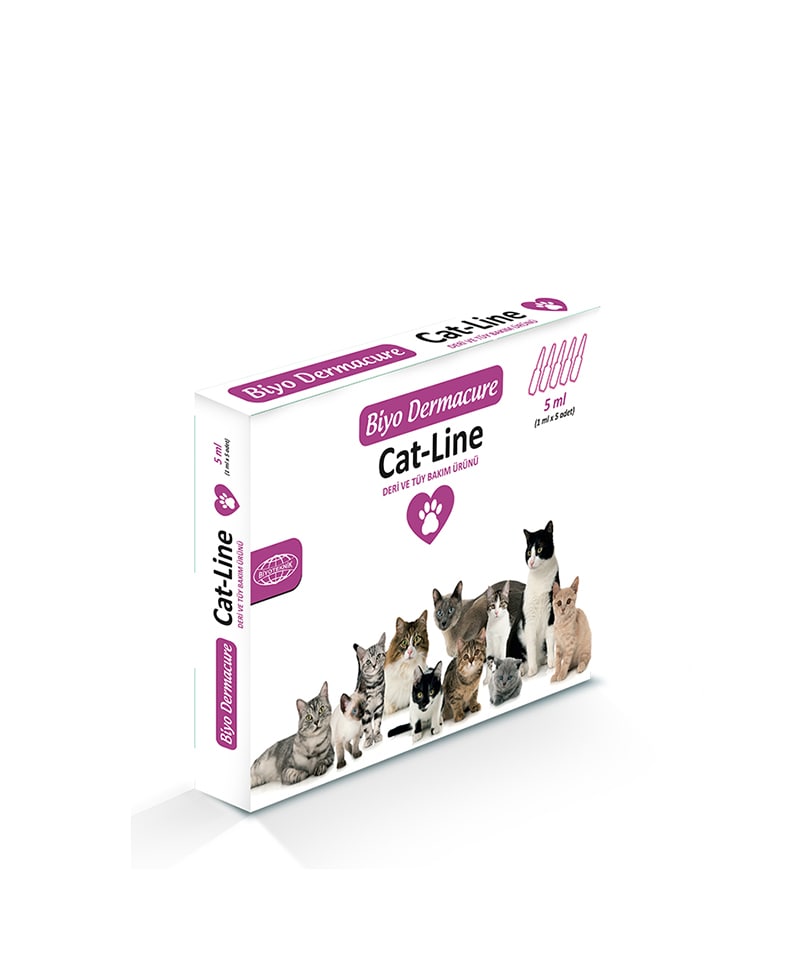 Biyo Dermacure
Cat-Line
DERİ VE TÜY BAKIM ÜRÜNÜ
Biyo Dermacure
Cat-Line
DERİ VE TÜY BAKIM ÜRÜNÜ
5 ml
(1 ml x 5 adet)
BİYOTEKNİK
Biyo Dermacure
Cat-Line
DERİ VE TÜY BAKIM ÜRÜNÜ
5 ml
(1 ml x 5 adet)